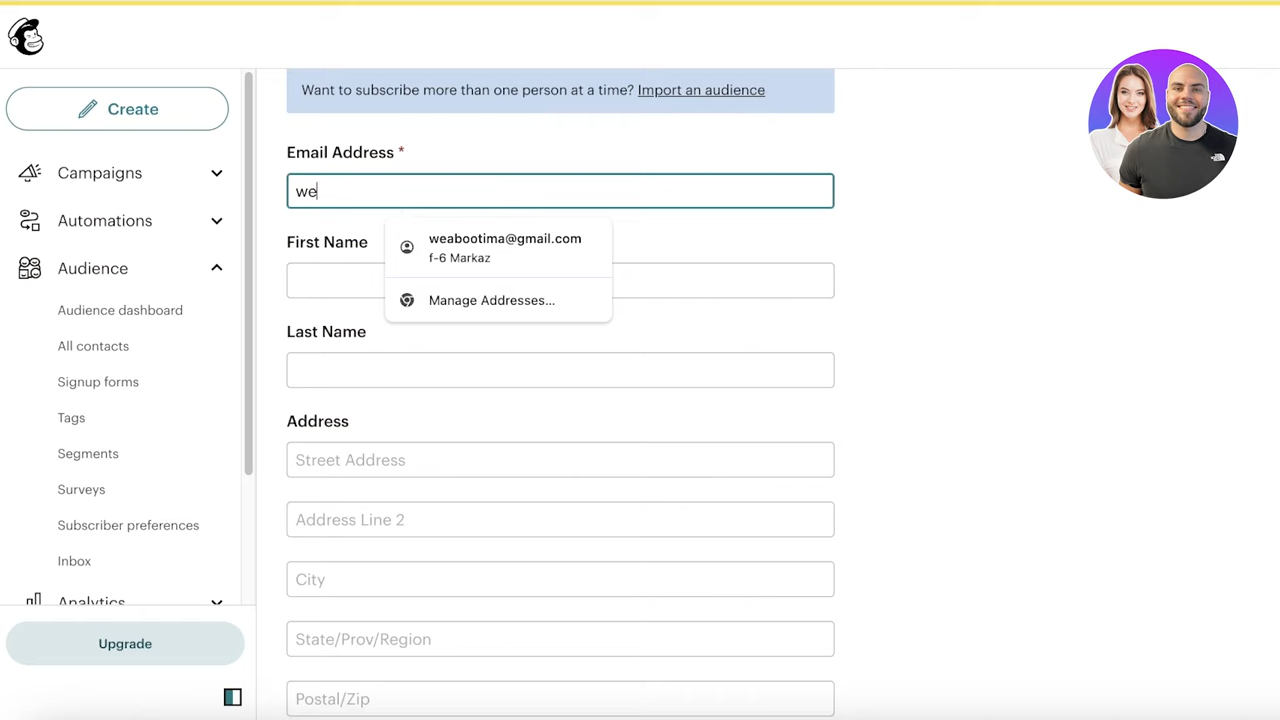 Create
Campaigns
Automations
Audience
Audience dashboard
All contacts
Signup forms
Tags
Segments
Surveys
Subscriber preferences
Inbox
Analytics
Upgrade
Want to subscribe more than one person at a time? Import an audience
Email Address *
we
weabootima@gmail.com
f-6 Markaz
Manage Addresses...
First Name
Last Name
Address
Street Address
Address Line 2
City
State/Prov/Region
Postal/Zip